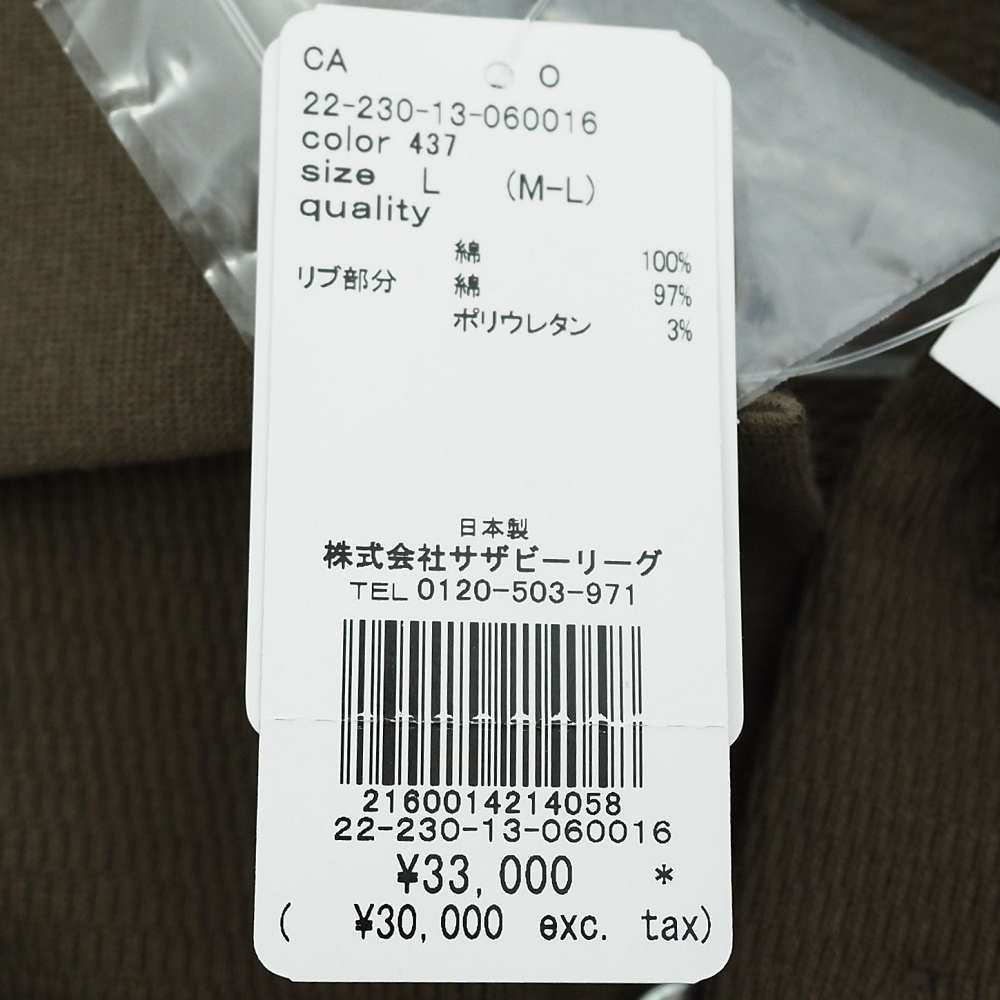 CA O
22-230-13-060016
color 437
size L (M-L)
quality
綿 100%
リブ部分 綿 97%
ポリウレタン 3%
日本製
株式会社サザビーリーグ
TEL 0120-503-971
2160014214058
22-230-13-060016
¥33,000 *
( ¥30,000 exc. tax)